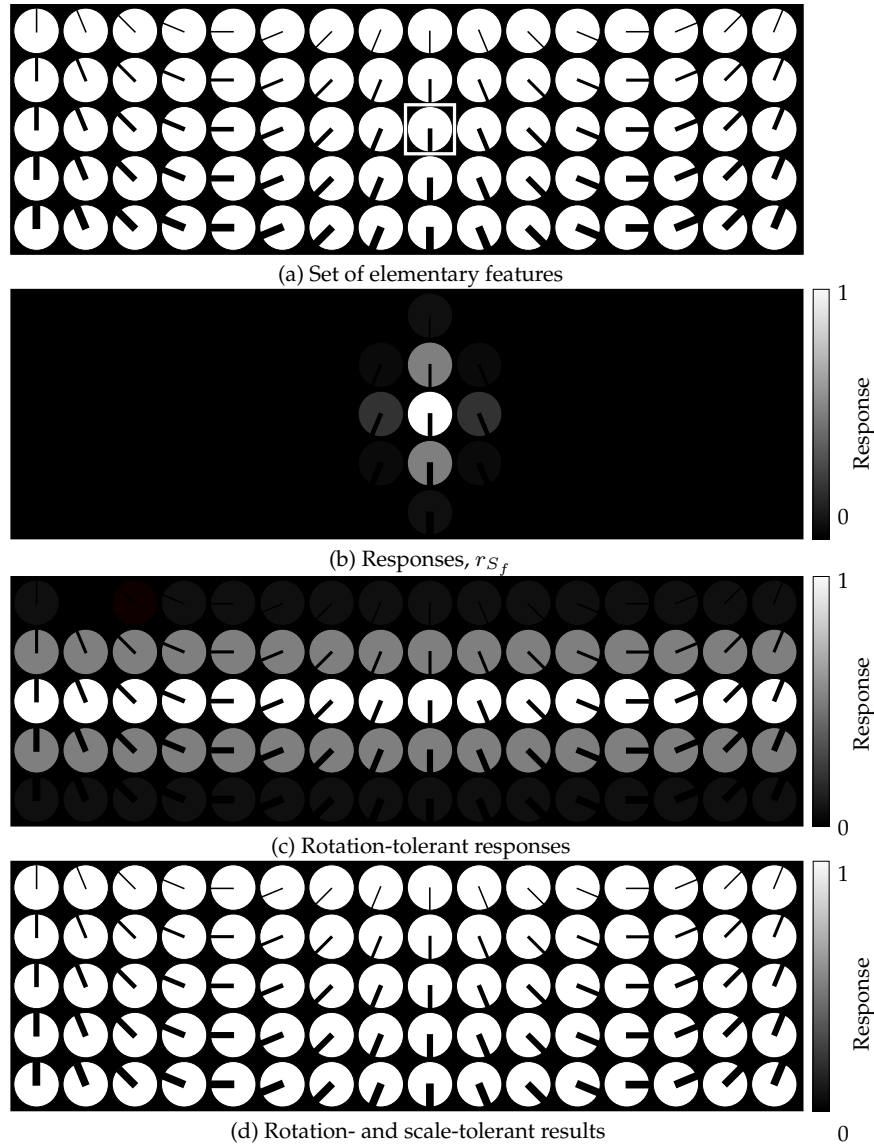 (a) Set of elementary features
1
Response
0
(b) Responses, r_{S_f}
1
Response
0
(c) Rotation-tolerant responses
1
Response
0
(d) Rotation- and scale-tolerant results